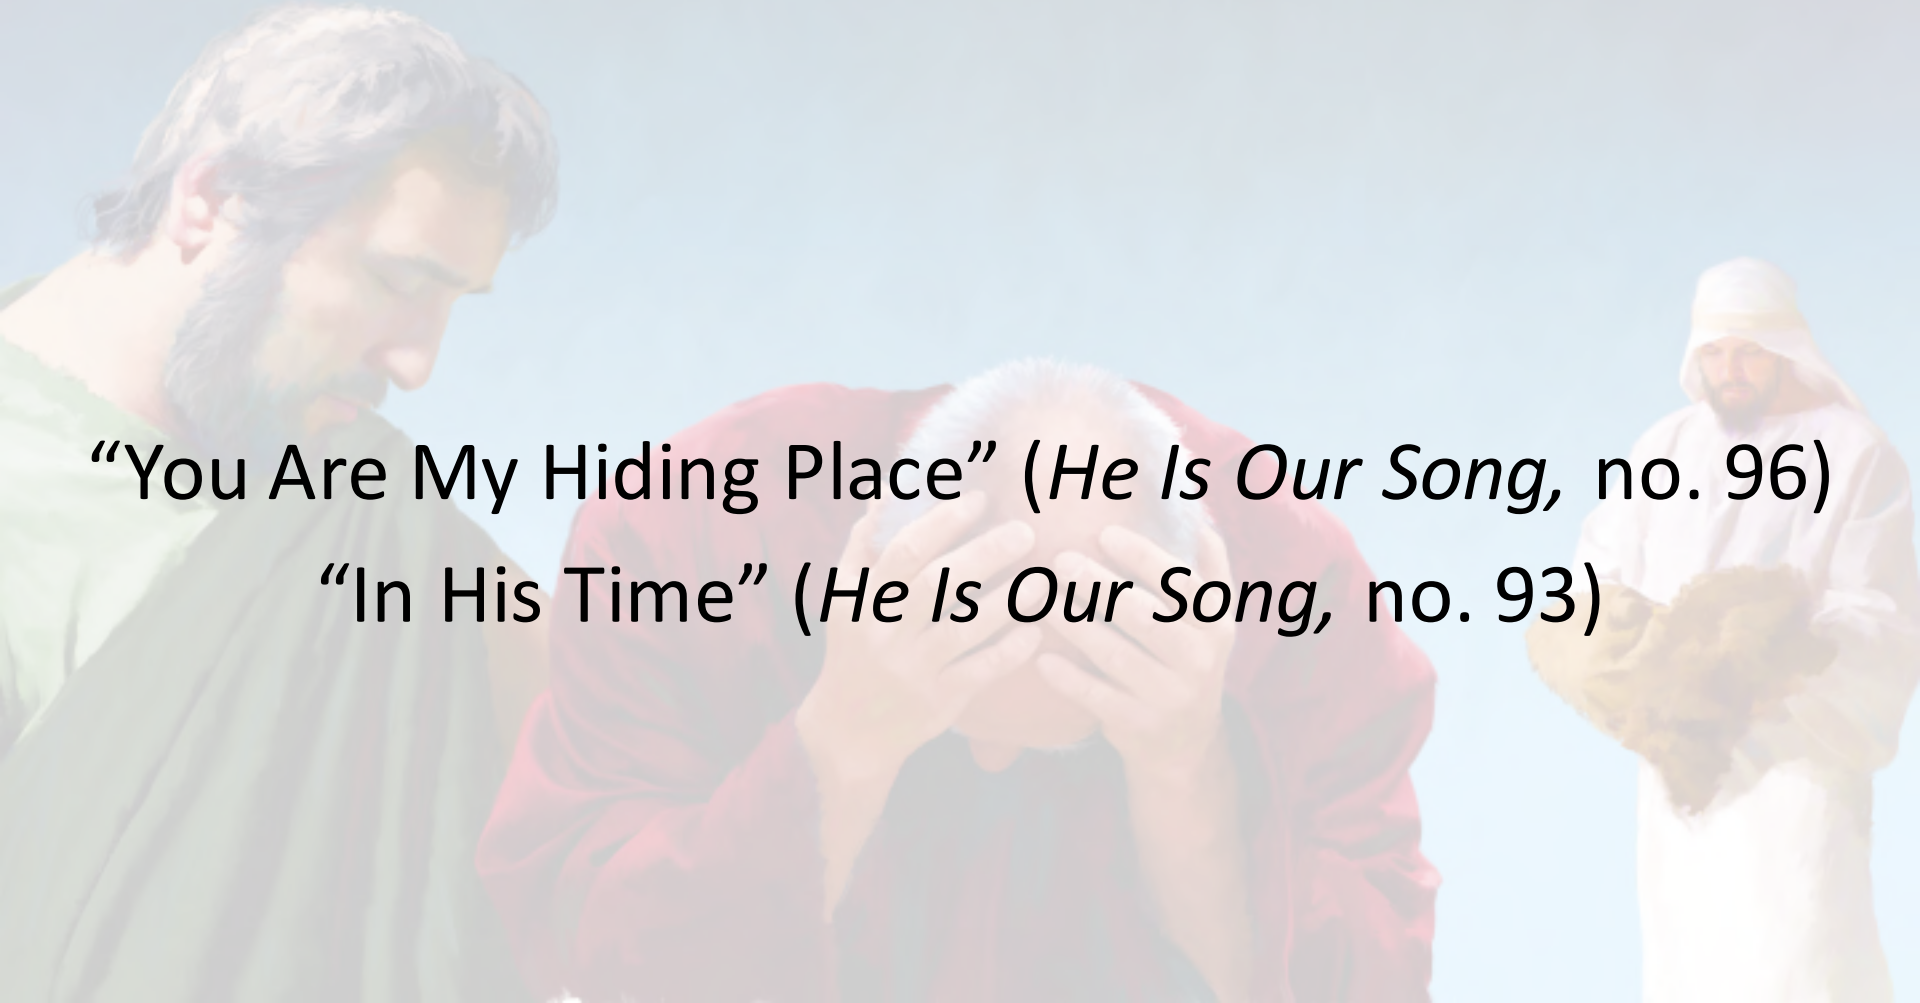 “You Are My Hiding Place” (He Is Our Song, no. 96)
“In His Time” (He Is Our Song, no. 93)